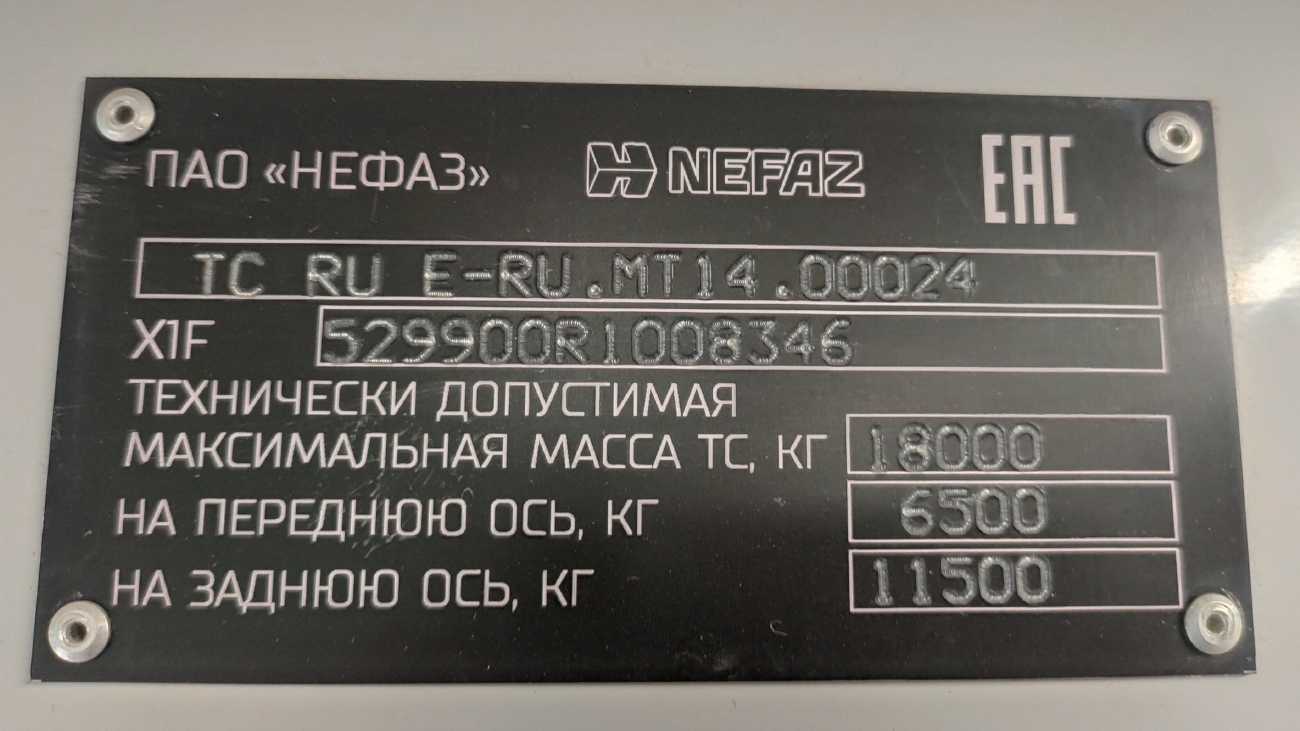 ПАО «НЕФАЗ» NEFAZ EAC
TC RU E-RU.MT14.00024
X1F 529900R1008346
ТЕХНИЧЕСКИ ДОПУСТИМАЯ
МАКСИМАЛЬНАЯ МАССА ТС, КГ 18000
НА ПЕРЕДНЮЮ ОСЬ, КГ 6500
НА ЗАДНЮЮ ОСЬ, КГ 11500